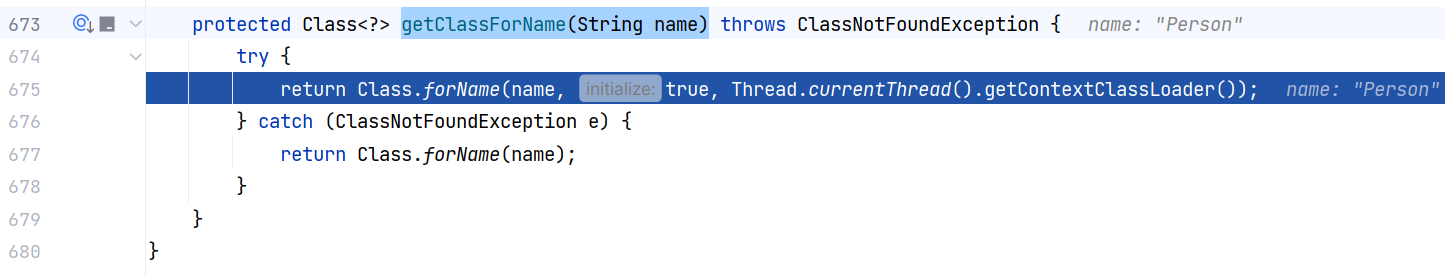 673 protected Class<?> getClassForName(String name) throws ClassNotFoundException { name: "Person"
674 try {
675 return Class.forName(name, initialize: true, Thread.currentThread().getContextClassLoader()); name: "Person"
676 } catch (ClassNotFoundException e) {
677 return Class.forName(name);
678 }
679 }
680 }